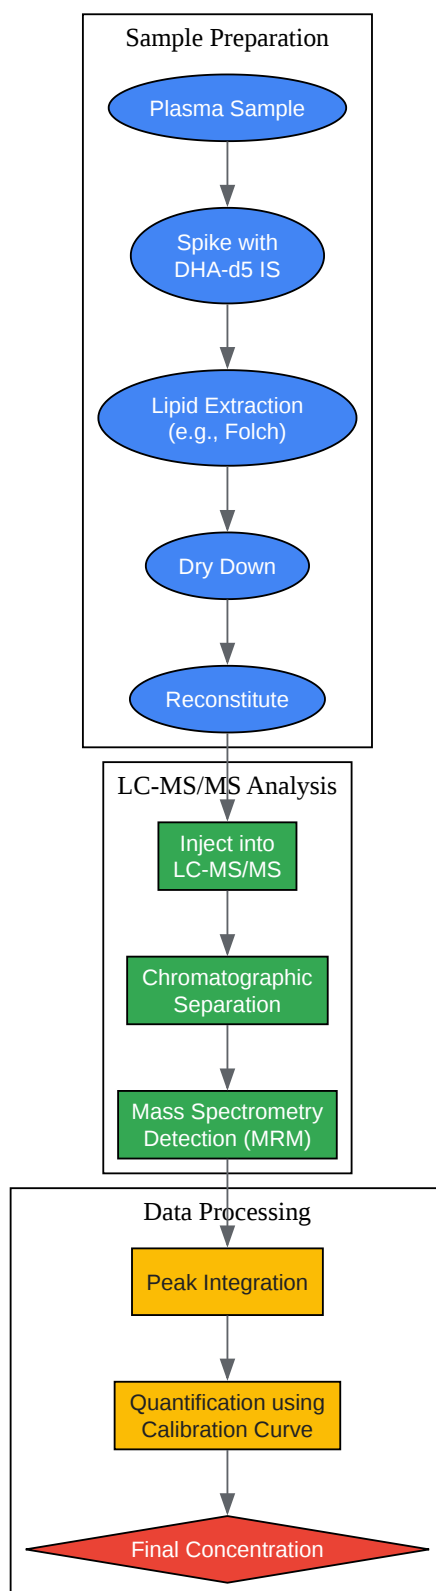 Sample Preparation
Plasma Sample
Spike with
DHA-d5 IS
Lipid Extraction
(e.g., Folch)
Dry Down
Reconstitute
LC-MS/MS Analysis
Inject into
LC-MS/MS
Chromatographic
Separation
Mass Spectrometry
Detection (MRM)
Data Processing
Peak Integration
Quantification using
Calibration Curve
Final Concentration